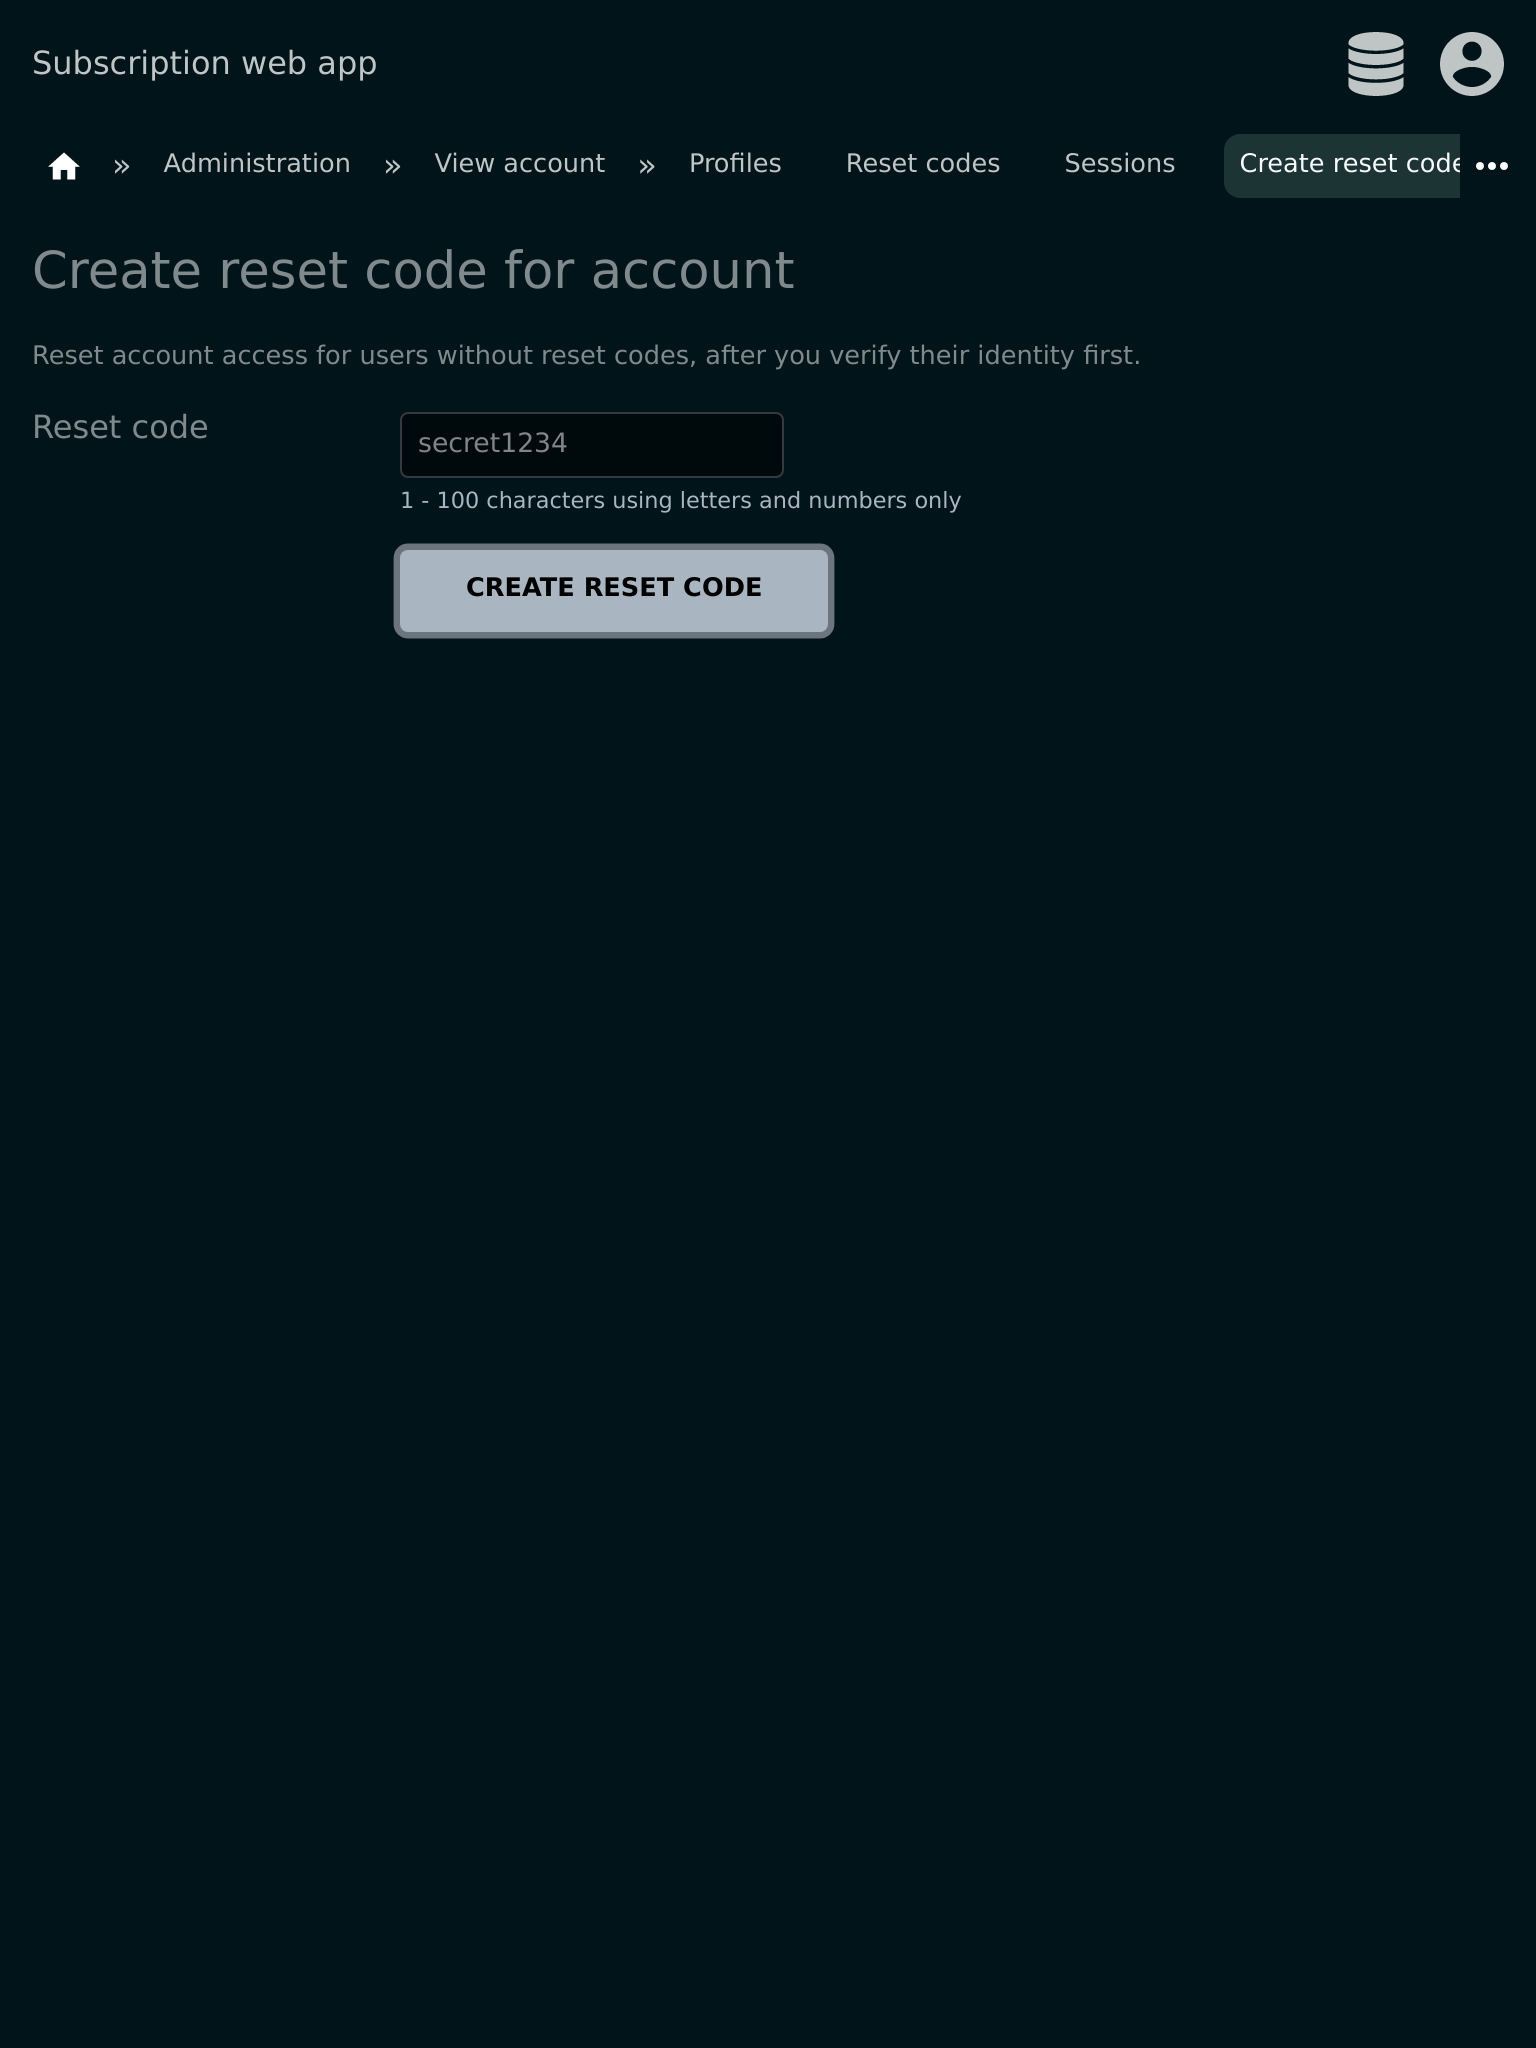 Subscription web app
» Administration » View account » Profiles Reset codes Sessions Create reset code
Create reset code for account
Reset account access for users without reset codes, after you verify their identity first.
Reset code
secret1234
1 - 100 characters using letters and numbers only
CREATE RESET CODE